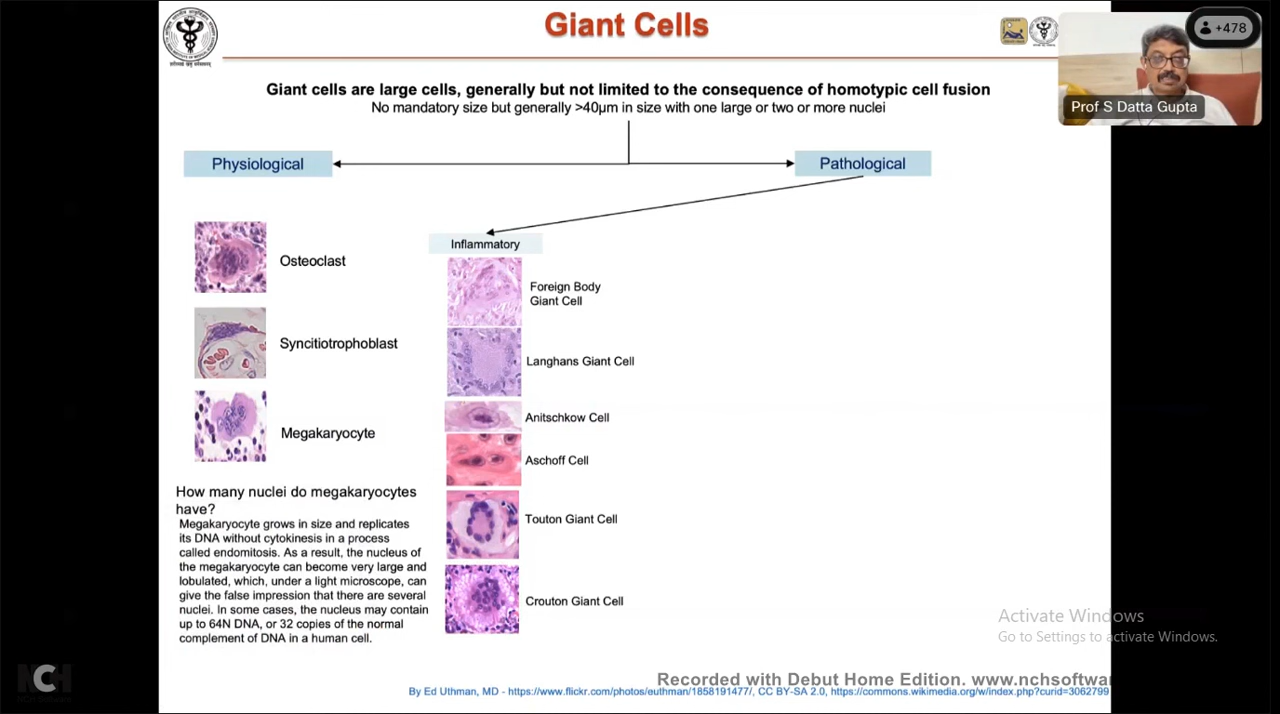 Giant Cells
+478
Prof S Datta Gupta
Giant cells are large cells, generally but not limited to the consequence of homotypic cell fusion
No mandatory size but generally >40µm in size with one large or two or more nuclei
Physiological
Pathological
Osteoclast
Syncitiotrophoblast
Megakaryocyte
How many nuclei do megakaryocytes
have?
Megakaryocyte grows in size and replicates
its DNA without cytokinesis in a process
called endomitosis. As a result, the nucleus of
the megakaryocyte can become very large and
lobulated, which, under a light microscope, can
give the false impression that there are several
nuclei. In some cases, the nucleus may contain
up to 64N DNA, or 32 copies of the normal
complement of DNA in a human cell.
Inflammatory
Foreign Body
Giant Cell
Langhans Giant Cell
Anitschkow Cell
Aschoff Cell
Touton Giant Cell
Crouton Giant Cell
Activate Windows
Go to Settings to activate Windows.
NCH
Recorded with Debut Home Edition. www.nchsoftwar
By Ed Uthman, MD - https://www.flickr.com/photos/euthman/1858191477/, CC BY-SA 2.0, https://commons.wikimedia.org/w/index.php?curid=3062799